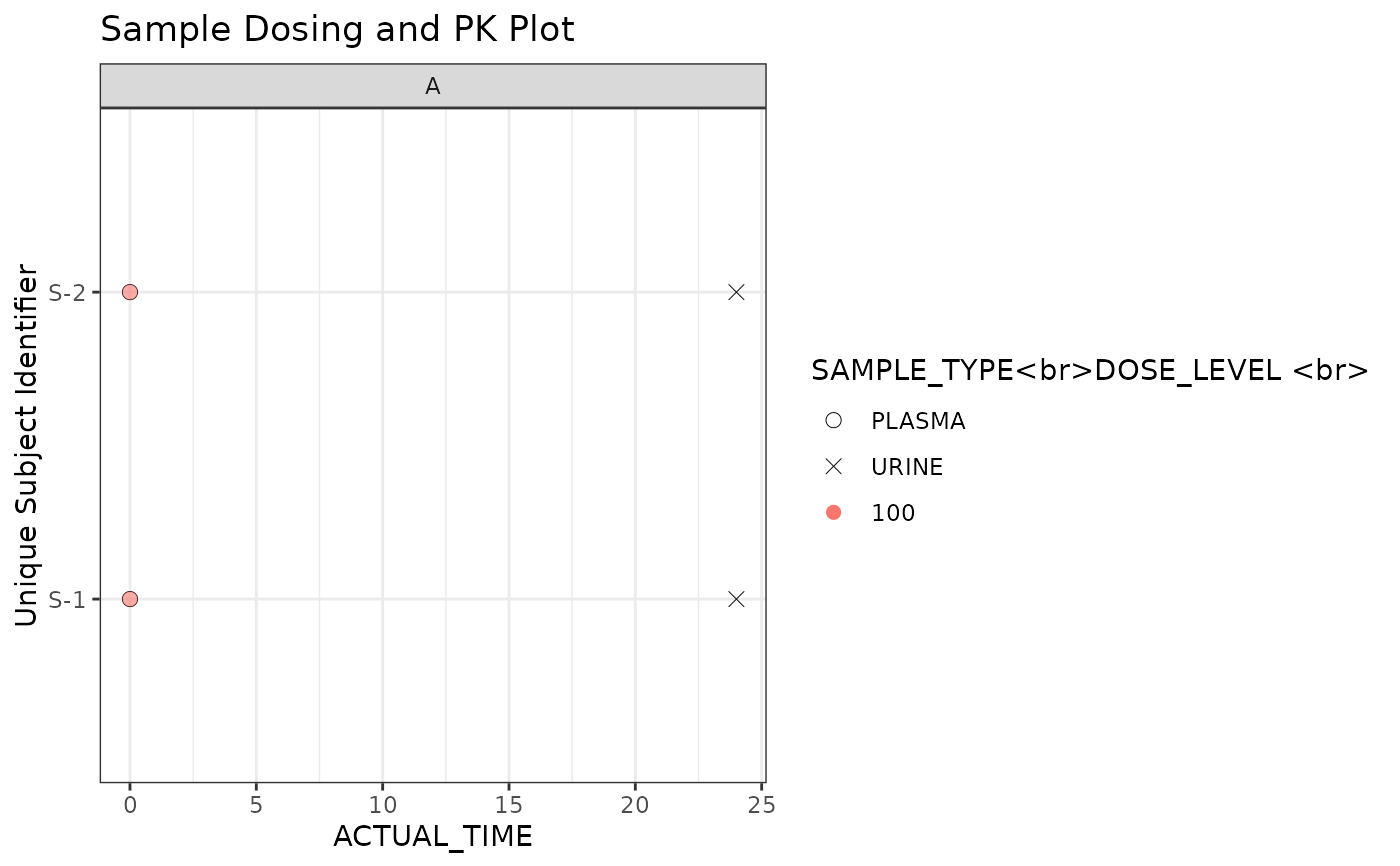 Sample Dosing and PK Plot
A
Unique Subject Identifier
S-2
S-1
0 5 10 15 20 25
ACTUAL_TIME
SAMPLE_TYPE<br>DOSE_LEVEL <br>
PLASMA
URINE
100